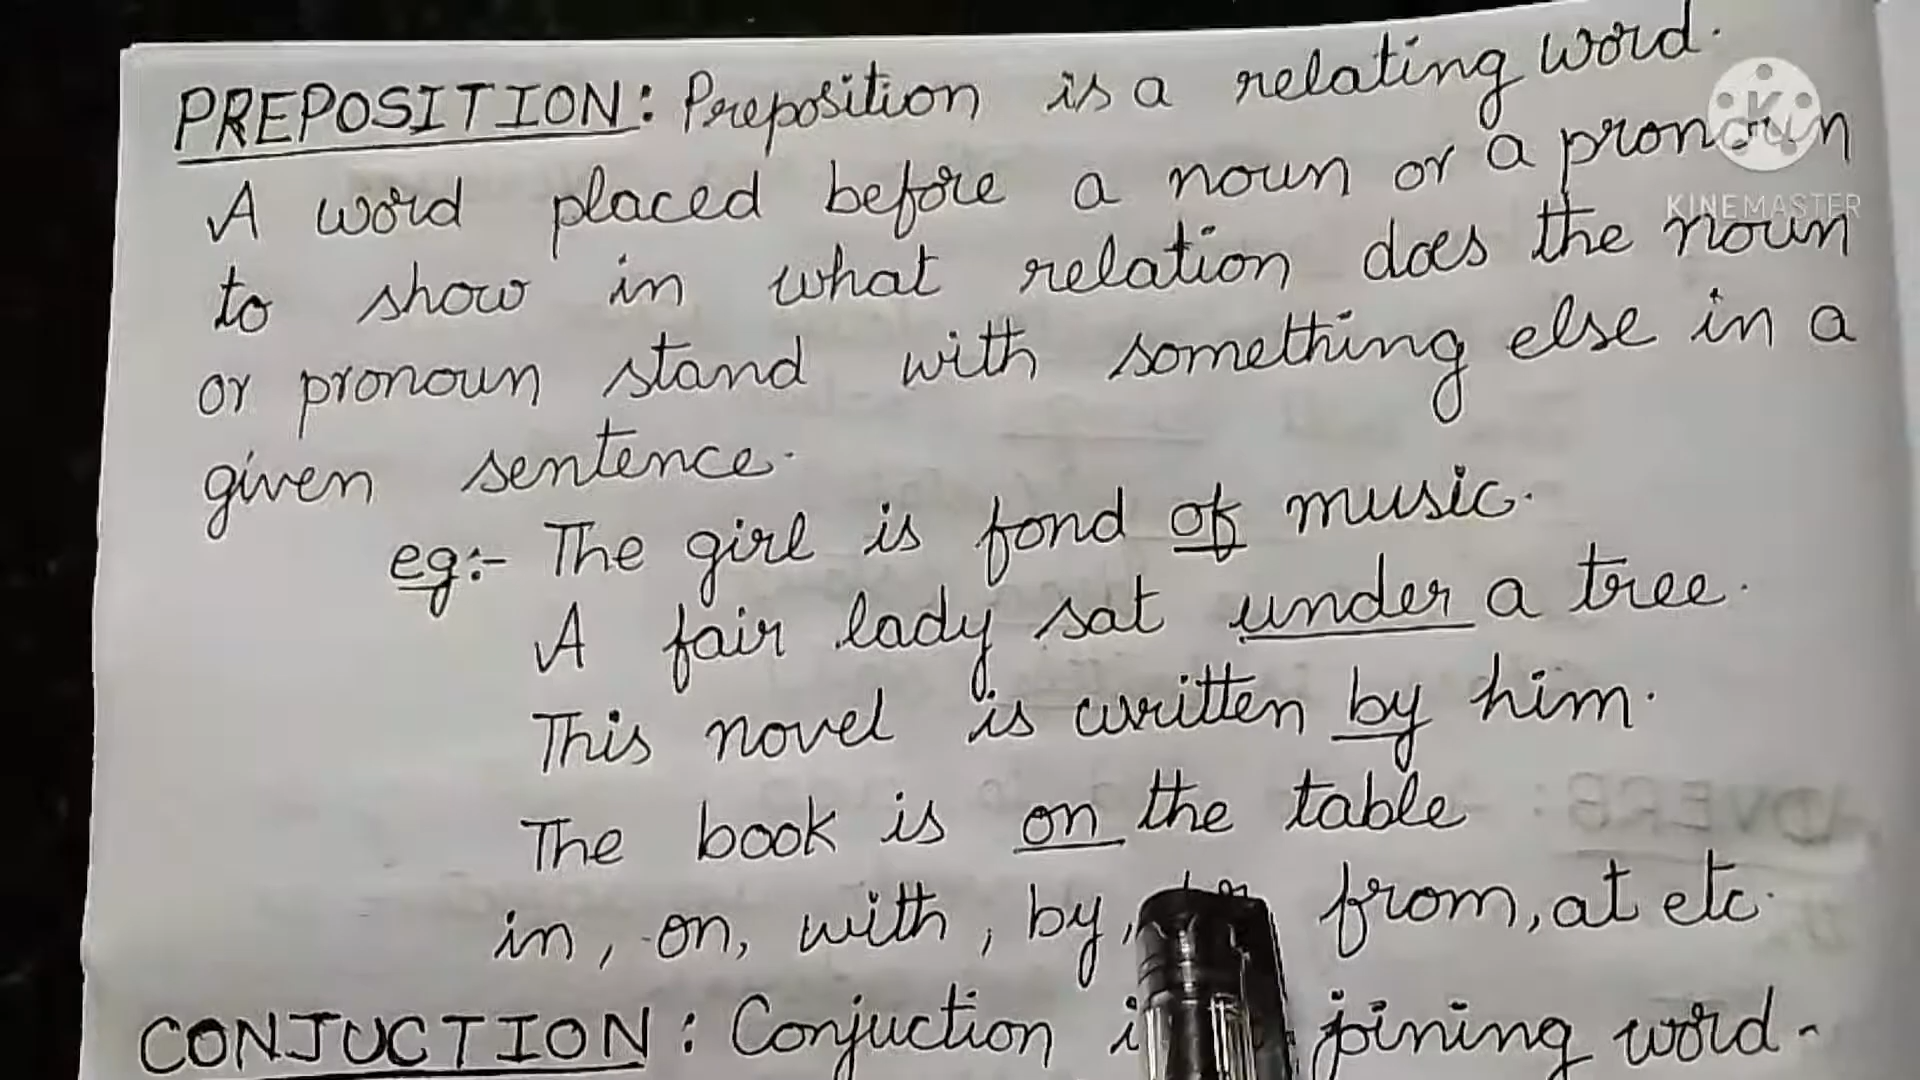 PREPOSITION: Preposition is a relating word.
A word placed before a noun or a pronoun
to show in what relation does the noun
or pronoun stand with something else in a
given sentence.
eg:- The girl is fond of music.
A fair lady sat under a tree.
This novel is written by him.
The book is on the table
in, on, with, by, from, at etc.
CONJUCTION: Conjuction joining word.
KINEMASTER
ADVERB: